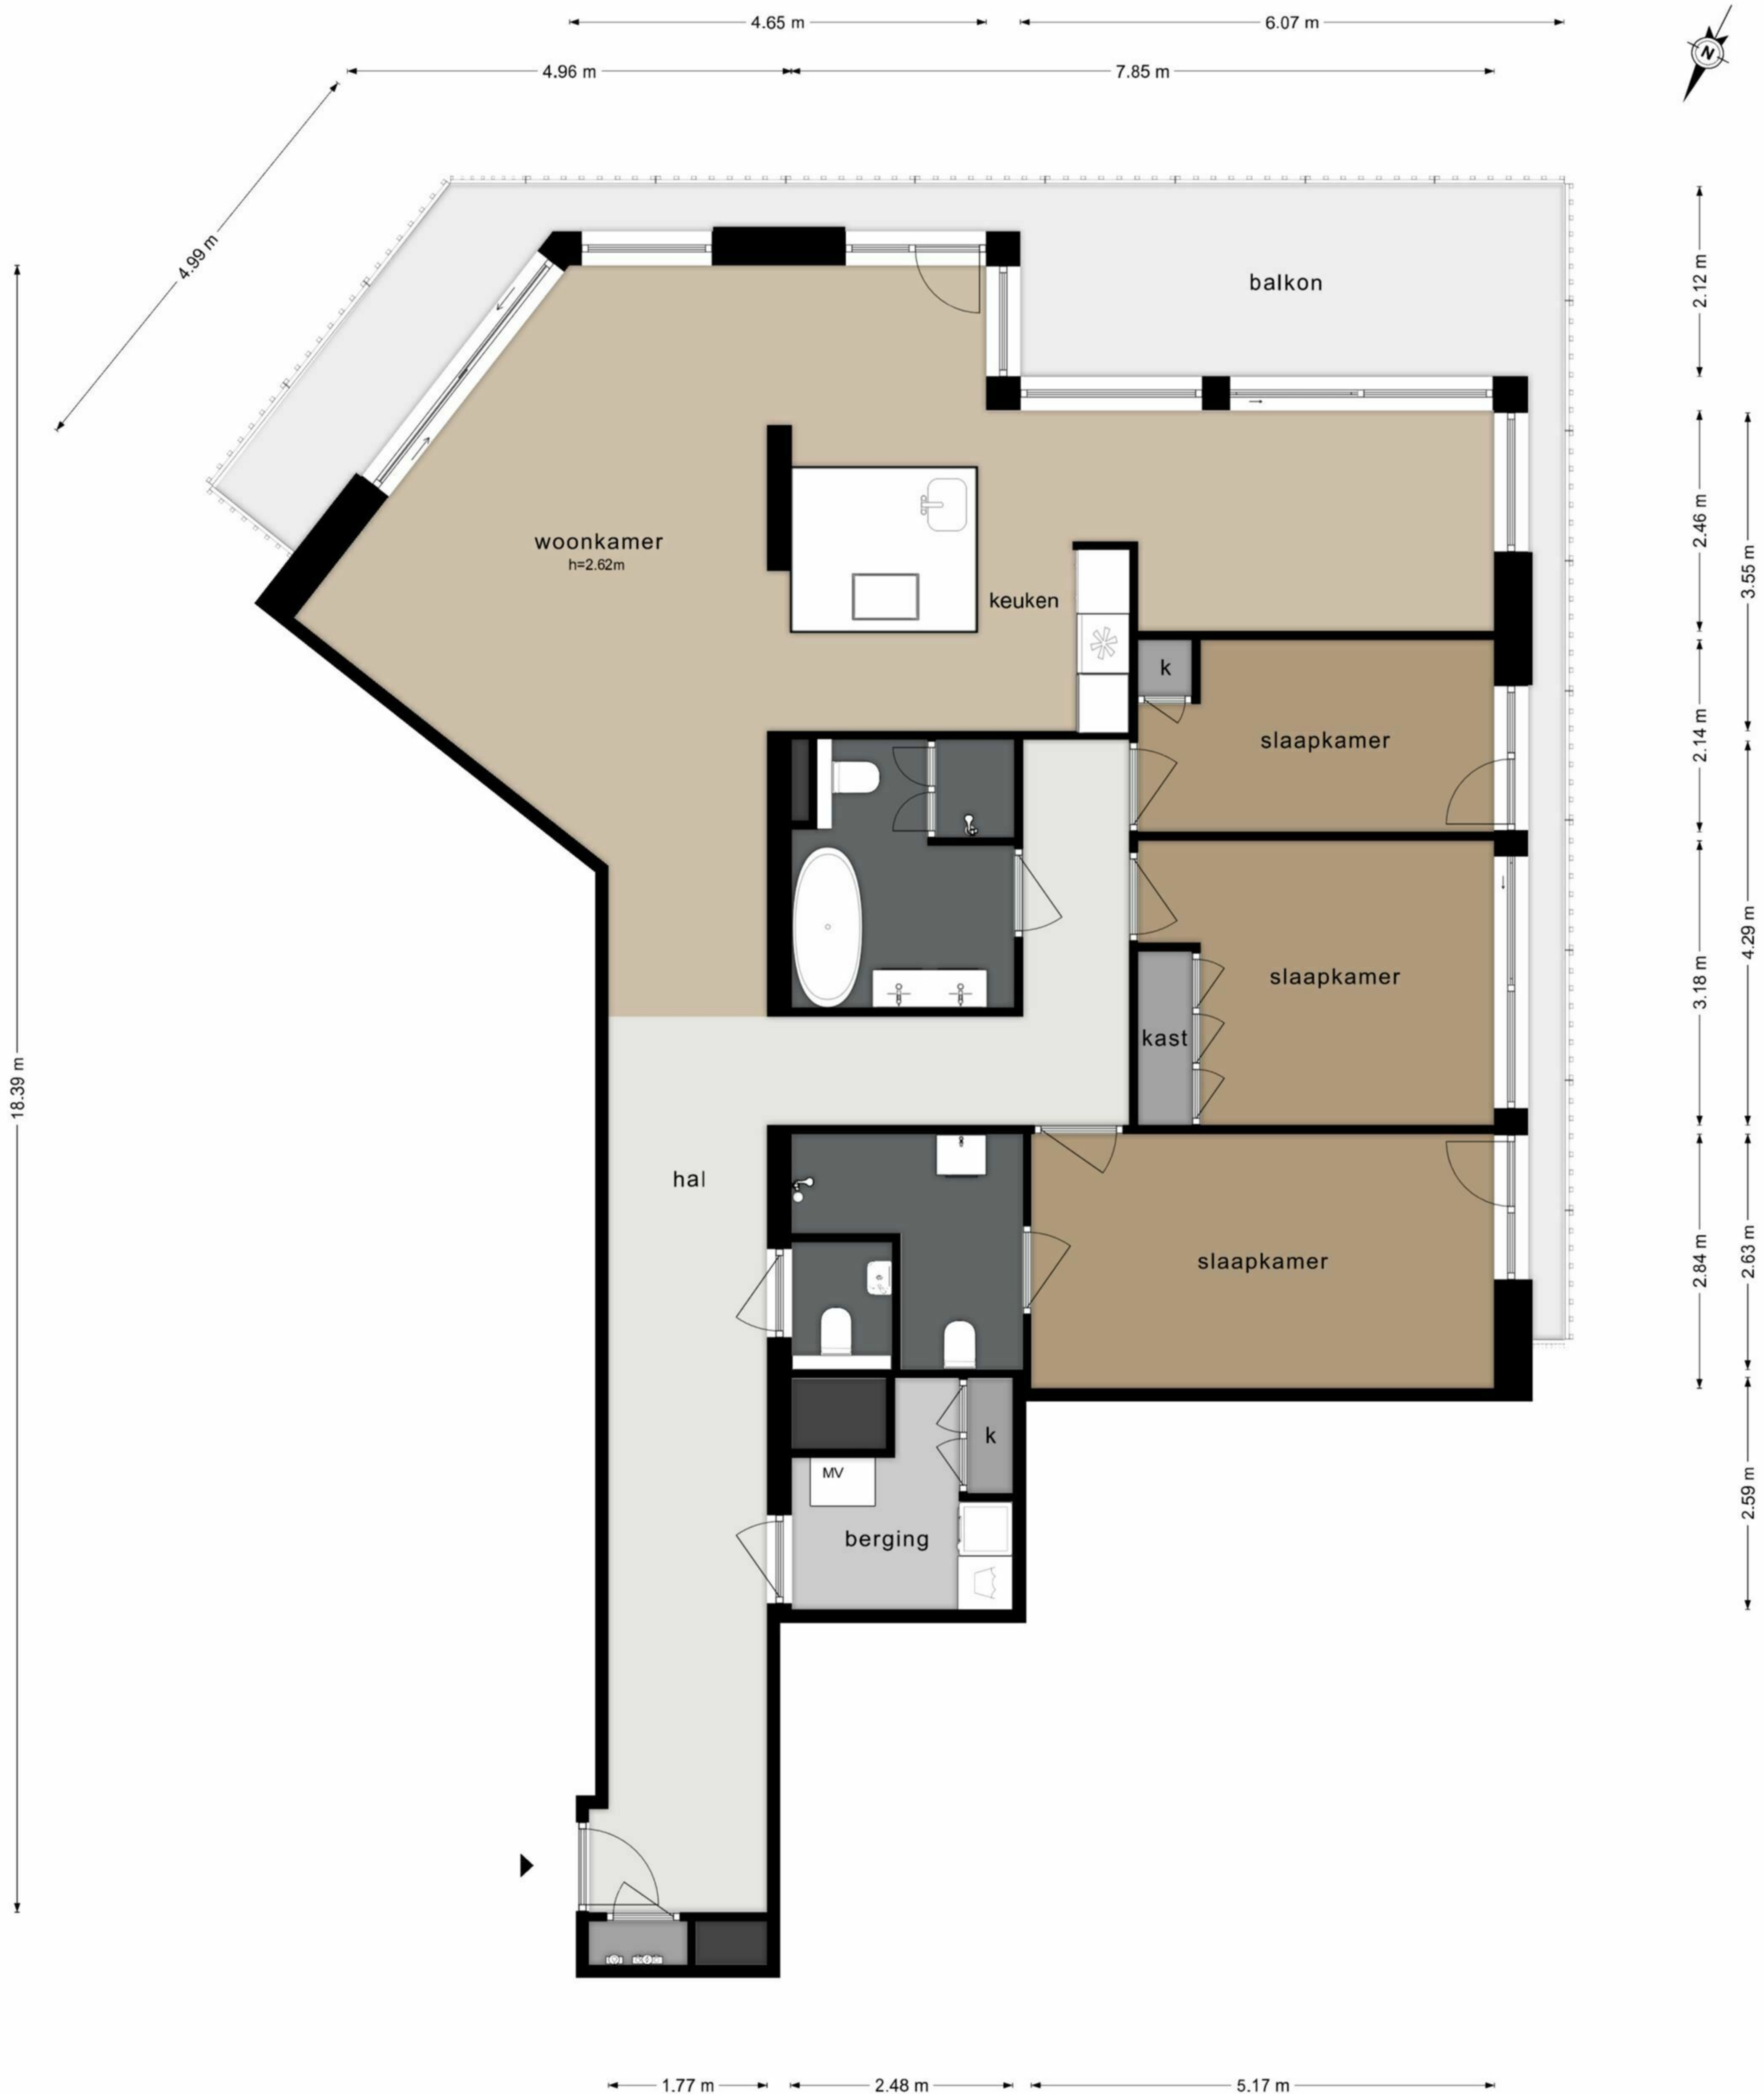 4.65 m
6.07 m
4.96 m
7.85 m
N
4.99 m
balkon
2.12 m
woonkamer
h=2.62m
keuken
2.46 m
3.55 m
k
slaapkamer
2.14 m
slaapkamer
kast
3.18 m
4.29 m
18.39 m
hal
slaapkamer
2.84 m
2.63 m
k
MV
berging
2.59 m
1.77 m
2.48 m
5.17 m